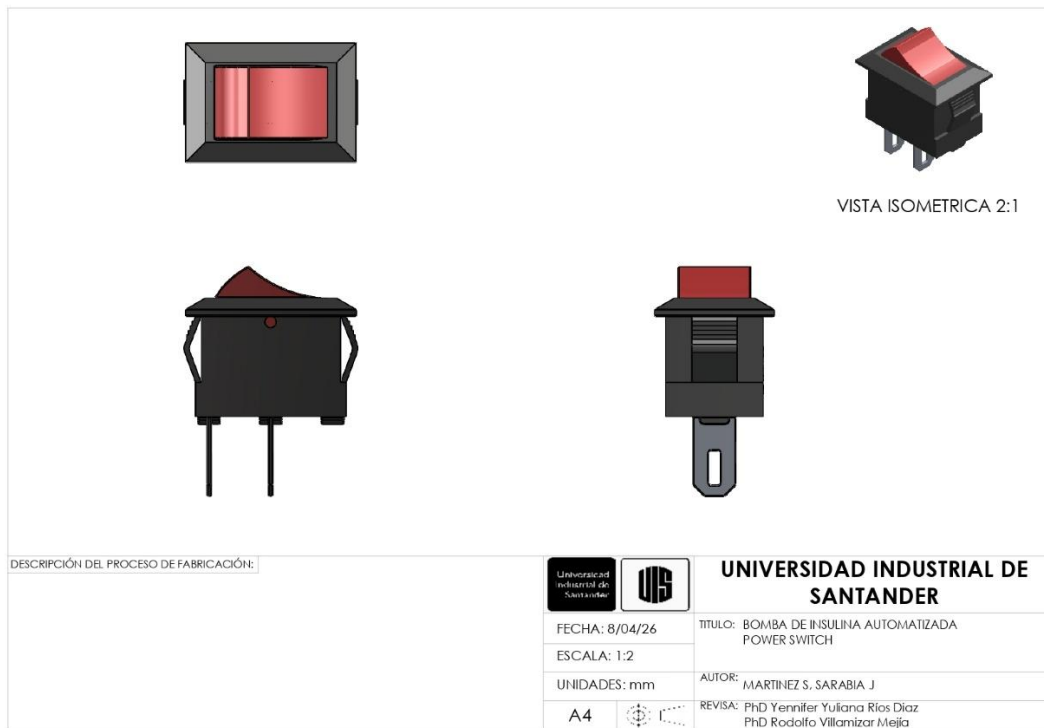 VISTA ISOMETRICA 2:1
DESCRIPCIÓN DEL PROCESO DE FABRICACIÓN:
Universidad
Industrial de
Santander
UIS
UNIVERSIDAD INDUSTRIAL DE
SANTANDER
FECHA: 8/04/26
TITULO: BOMBA DE INSULINA AUTOMATIZADA
POWER SWITCH
ESCALA: 1:2
UNIDADES: mm
AUTOR: MARTINEZ S, SARABIA J
A4
REVISA: PhD Yennifer Yuliana Ríos Diaz
PhD Rodolfo Villamizar Mejía